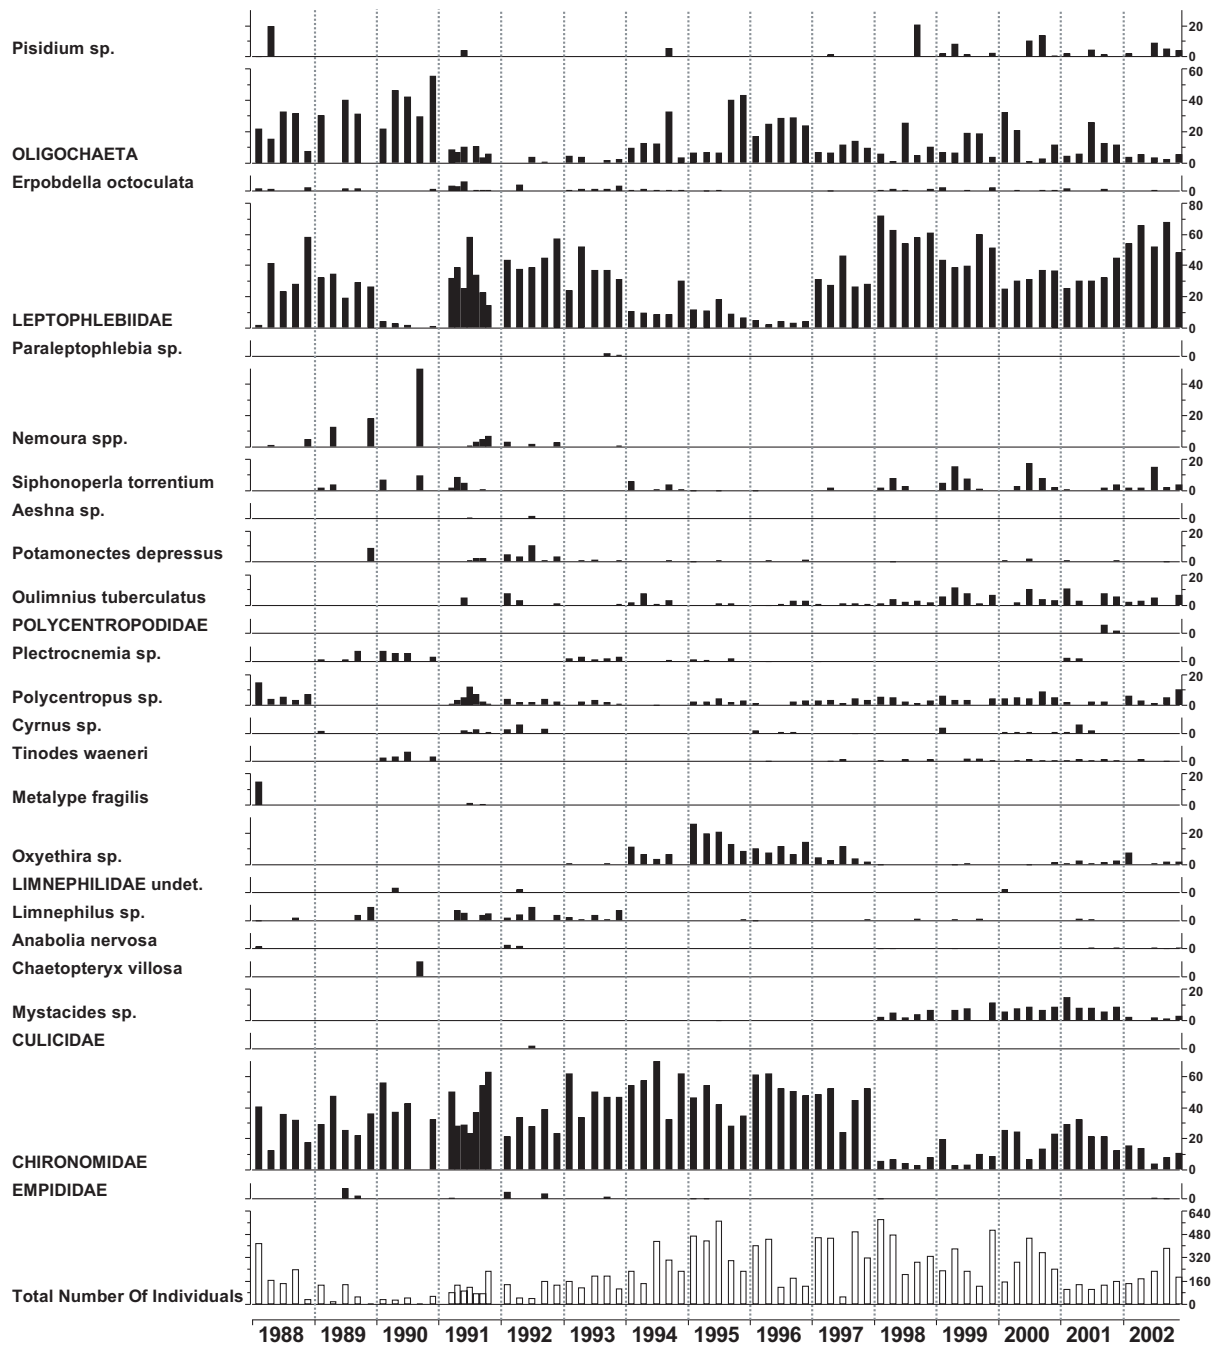 Pisidium sp.
20
0
OLIGOCHAETA
60
40
20
0
Erpobdella octoculata
0
LEPTOPHLEBIIDAE
80
60
40
20
0
Paraleptophlebia sp.
0
Nemoura spp.
40
20
0
Siphonoperla torrentium
20
0
Aeshna sp.
0
Potamonectes depressus
20
0
Oulimnius tuberculatus
20
0
POLYCENTROPODIDAE
0
Plectrocnemia sp.
0
Polycentropus sp.
20
0
Cyrnus sp.
0
Tinodes waeneri
0
Metalype fragilis
20
0
Oxyethira sp.
20
0
LIMNEPHILIDAE undet.
0
Limnephilus sp.
0
Anabolia nervosa
0
Chaetopteryx villosa
0
Mystacides sp.
20
0
CULICIDAE
0
CHIRONOMIDAE
60
40
20
0
EMPIDIDAE
0
Total Number Of Individuals
640
480
320
160
0
1988 1989 1990 1991 1992 1993 1994 1995 1996 1997 1998 1999 2000 2001 2002